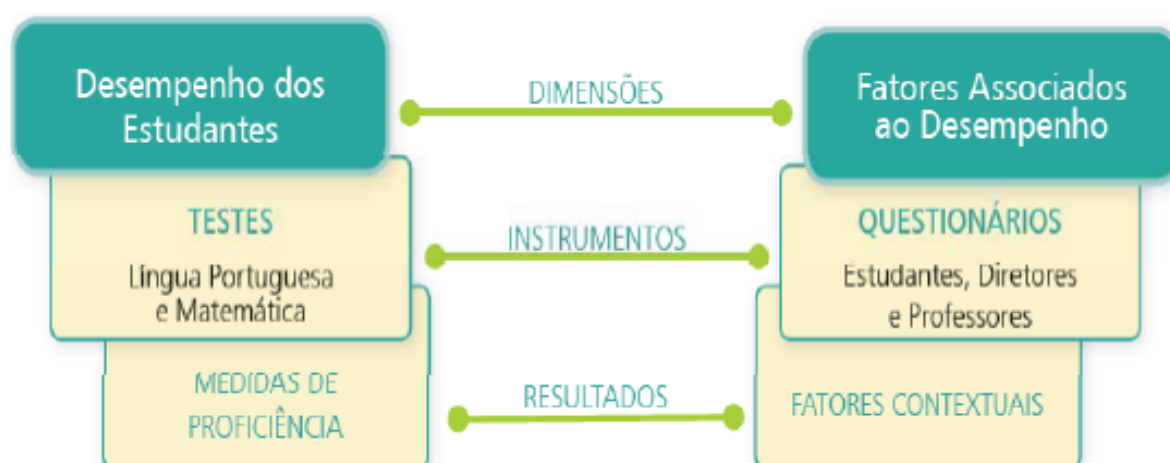 Desempenho dos
Estudantes
DIMENSÕES
Fatores Associados
ao Desempenho
TESTES
Língua Portuguesa
e Matemática
INSTRUMENTOS
QUESTIONÁRIOS
Estudantes, Diretores
e Professores
MEDIDAS DE
PROFICIÊNCIA
RESULTADOS
FATORES CONTEXTUAIS